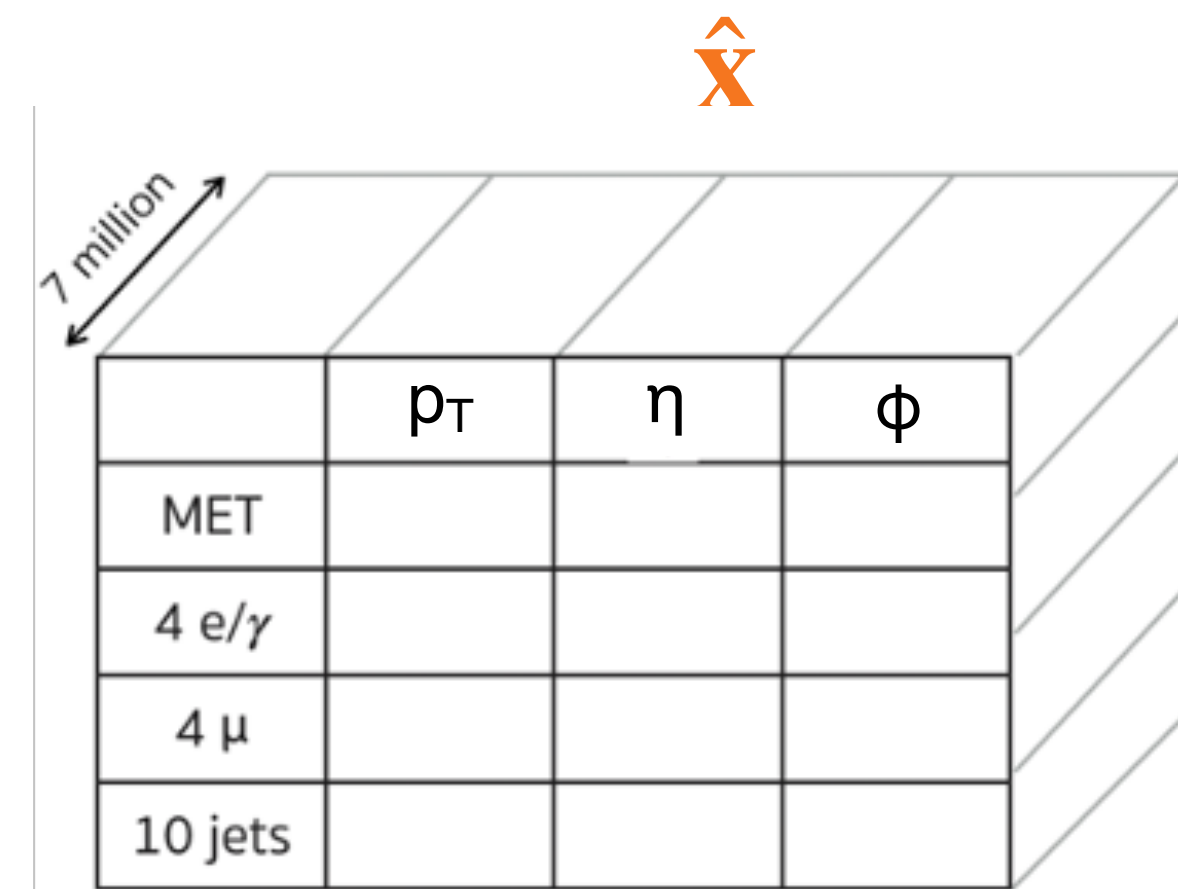 x̂
7 million
p_T η ϕ
MET
4 e/γ
4 μ
10 jets